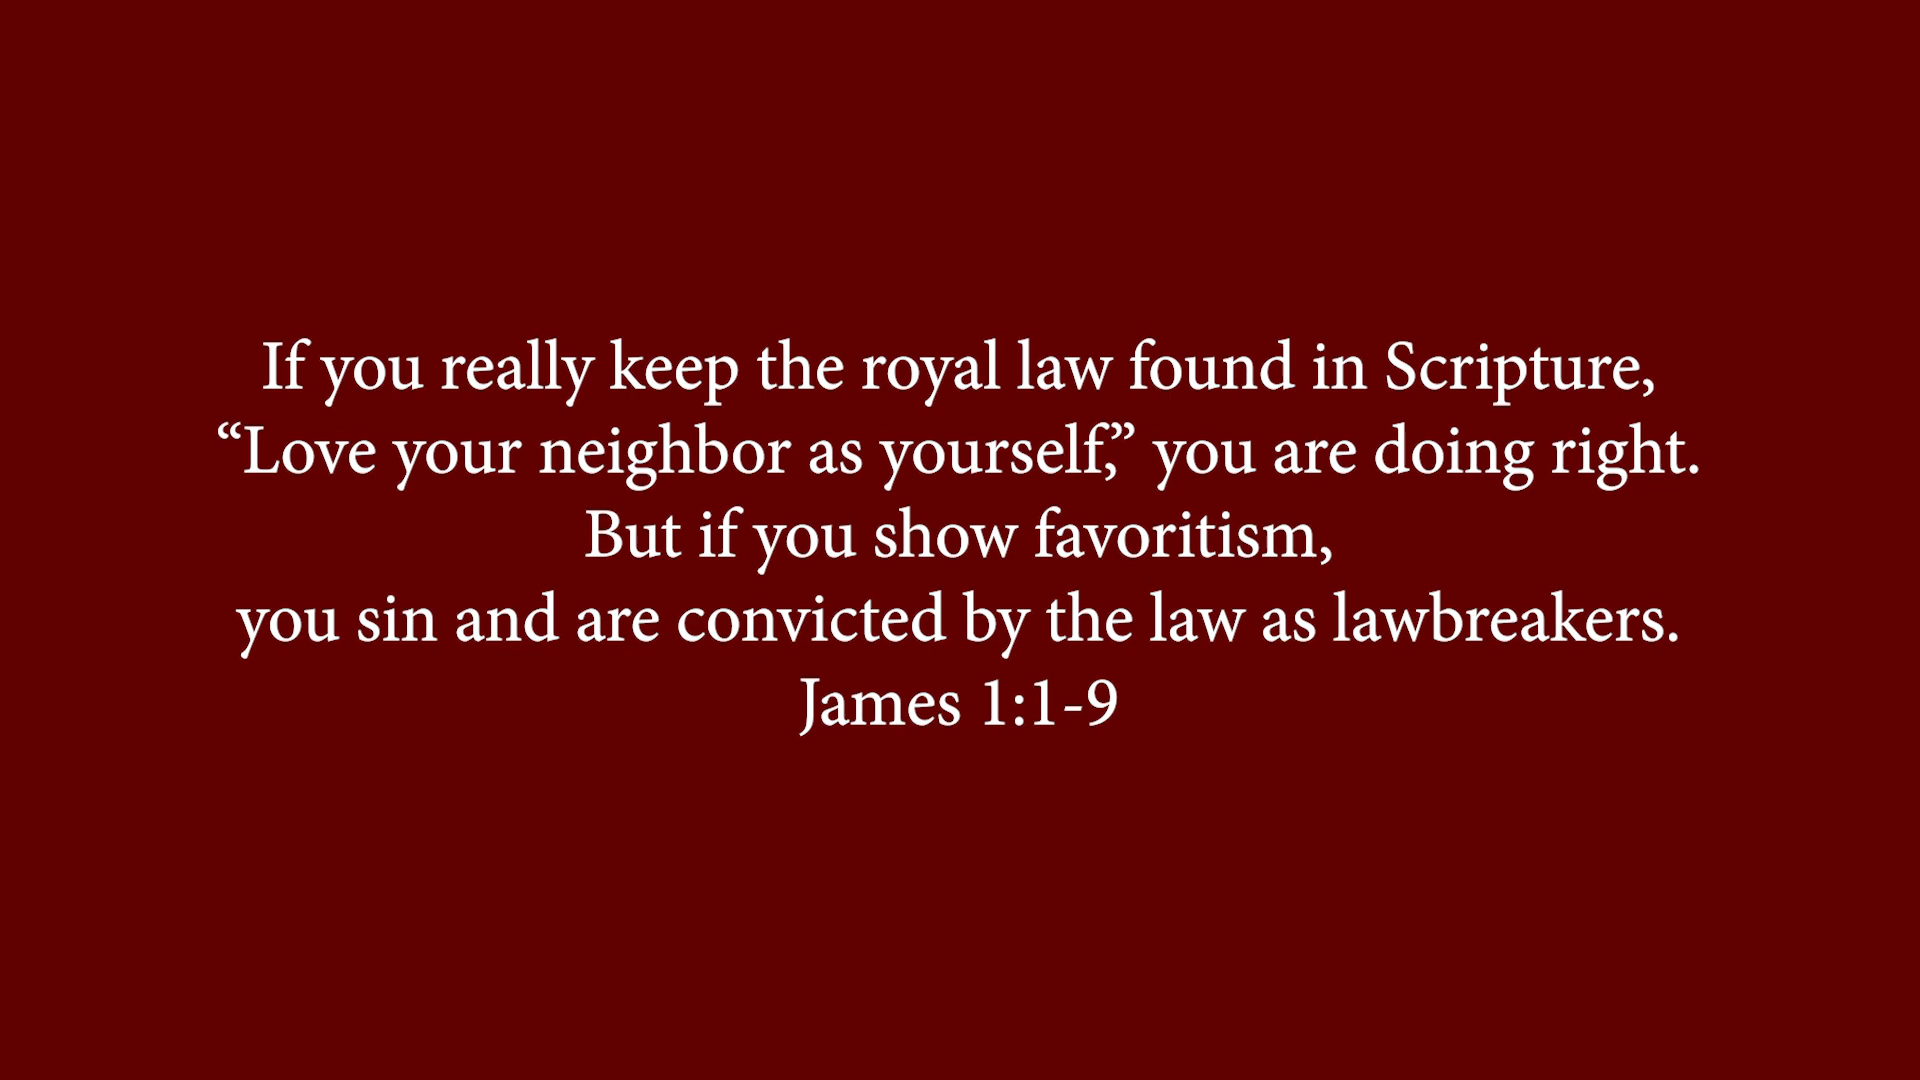 If you really keep the royal law found in Scripture,
“Love your neighbor as yourself,” you are doing right.
But if you show favoritism,
you sin and are convicted by the law as lawbreakers.
James 1:1-9